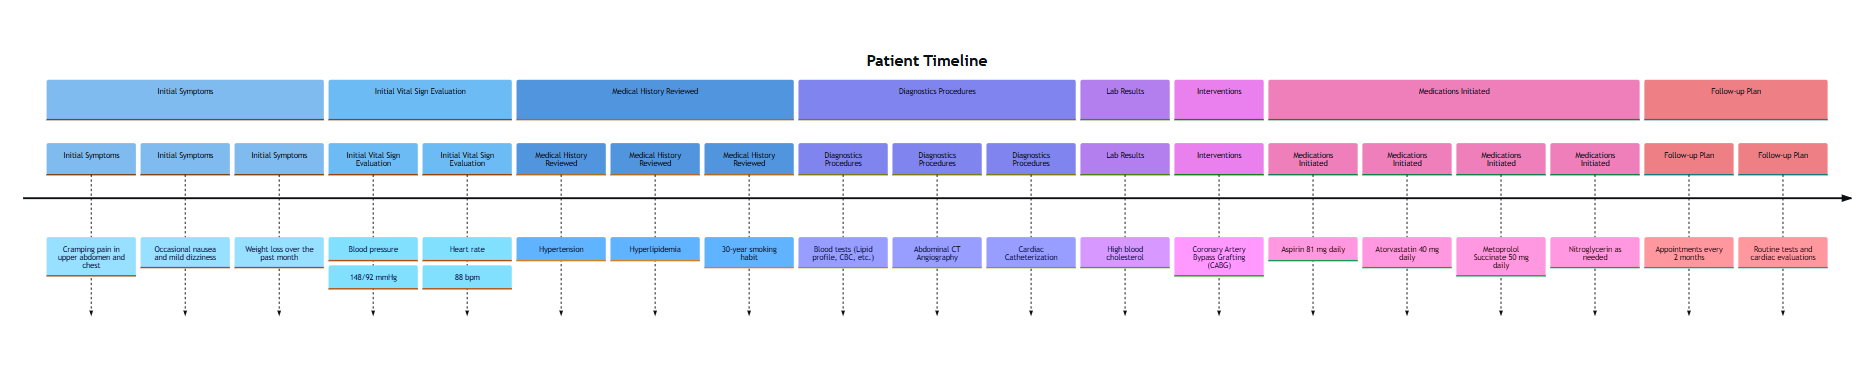 Patient Timeline
Initial Symptoms
Initial Vital Sign Evaluation
Medical History Reviewed
Diagnostics Procedures
Lab Results
Interventions
Medications Initiated
Follow-up Plan
Initial Symptoms
Initial Symptoms
Initial Symptoms
Initial Vital Sign
Evaluation
Initial Vital Sign
Evaluation
Medical History
Reviewed
Medical History
Reviewed
Medical History
Reviewed
Diagnostics
Procedures
Diagnostics
Procedures
Diagnostics
Procedures
Lab Results
Interventions
Medications
Initiated
Medications
Initiated
Medications
Initiated
Medications
Initiated
Follow-up Plan
Follow-up Plan
Cramping pain in
upper abdomen and
chest
Occasional nausea
and mild dizziness
Weight loss over the
past month
Blood pressure
148/92 mmHg
Heart rate
88 bpm
Hypertension
Hyperlipidemia
30-year smoking
habit
Blood tests (Lipid
profile, CBC, etc.)
Abdominal CT
Angiography
Cardiac
Catheterization
High blood
cholesterol
Coronary Artery
Bypass Grafting
(CABG)
Aspirin 81 mg daily
Atorvastatin 40 mg
daily
Metoprolol
Succinate 50 mg
daily
Nitroglycerin as
needed
Appointments every
2 months
Routine tests and
cardiac evaluations